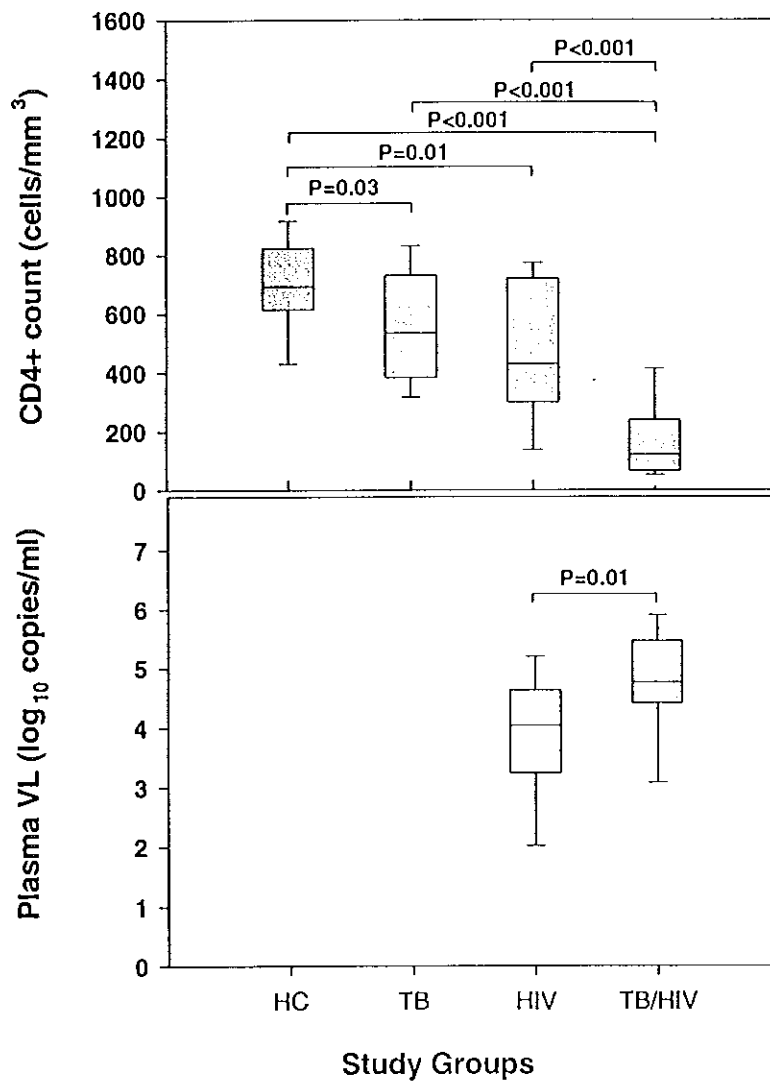 1600
1400
1200
1000
800
600
400
200
0
CD4+ count (cells/mm³)
P<0.001
P<0.001
P<0.001
P=0.01
P=0.03
7
6
5
4
3
2
1
0
Plasma VL (log₁₀ copies/ml)
P=0.01
HC TB HIV TB/HIV
Study Groups